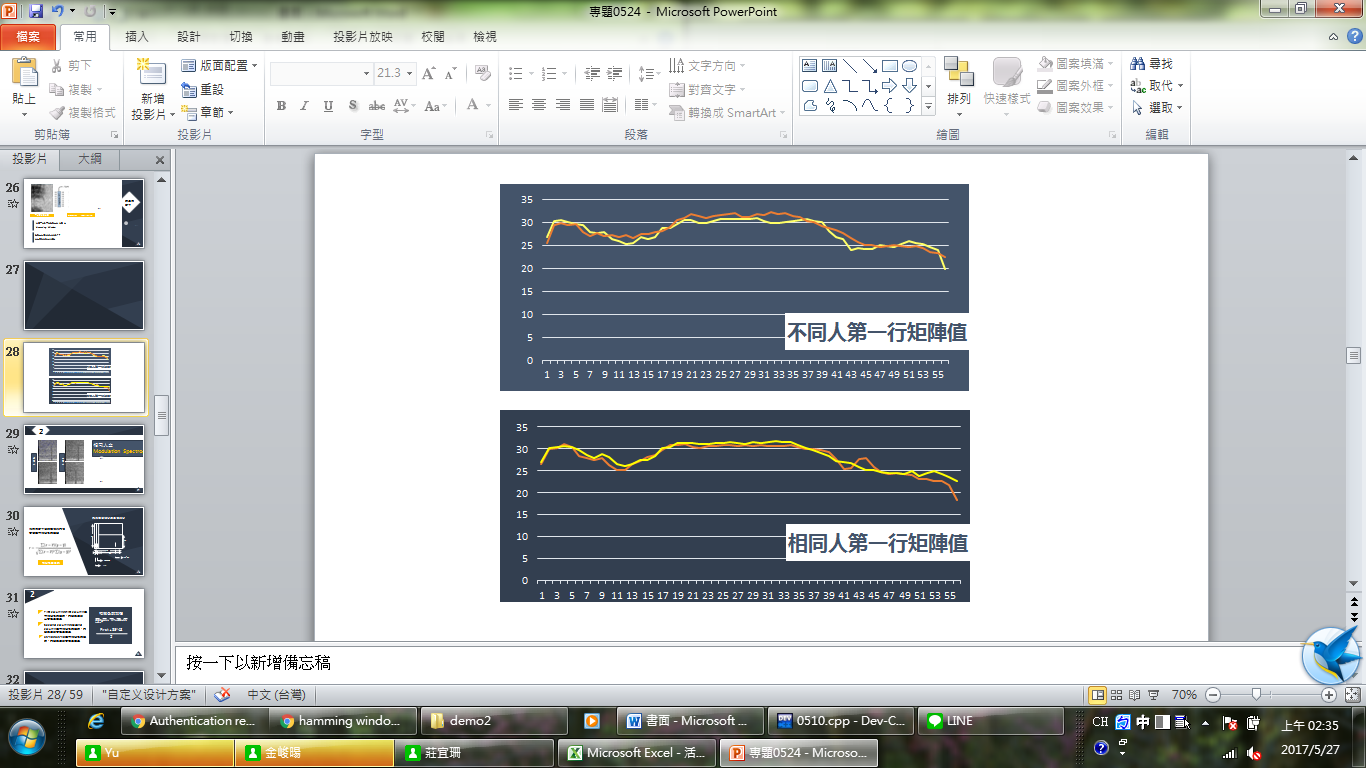 專題0524 - Microsoft PowerPoint
檔案 常用 插入 設計 切換 動畫 投影片放映 校閱 檢視
貼上 剪下 複製 複製格式 剪貼簿
新增投影片 版面配置 重設 章節 投影片
21.3 B I U S abc AV Aa A 字型
文字方向 對齊文字 轉換成 SmartArt 段落
排列 快速樣式 圖案填滿 圖案外框 圖案效果 繪圖
尋找 取代 選取 編輯
投影片 大綱
26
27
28
29
2
Modulation Spectru
30
31
2
32
35
30
25
20
15
10
5
0
1 3 5 7 9 11 13 15 17 19 21 23 25 27 29 31 33 35 37 39 41 43 45 47 49 51 53 55
不同人第一行矩陣值
35
30
25
20
15
10
5
0
1 3 5 7 9 11 13 15 17 19 21 23 25 27 29 31 33 35 37 39 41 43 45 47 49 51 53 55
相同人第一行矩陣值
按一下以新增備忘稿
投影片 28/ 59 "自定义设计方案" 中文 (台灣) 70%
Authentication re... hamming windo... demo2 書面 - Microsoft ... 0510.cpp - Dev-C... LINE
CH 中 上午 02:35
Yu 金峻暘 莊宜珊 Microsoft Excel - 活... 專題0524 - Microso...
2017/5/27